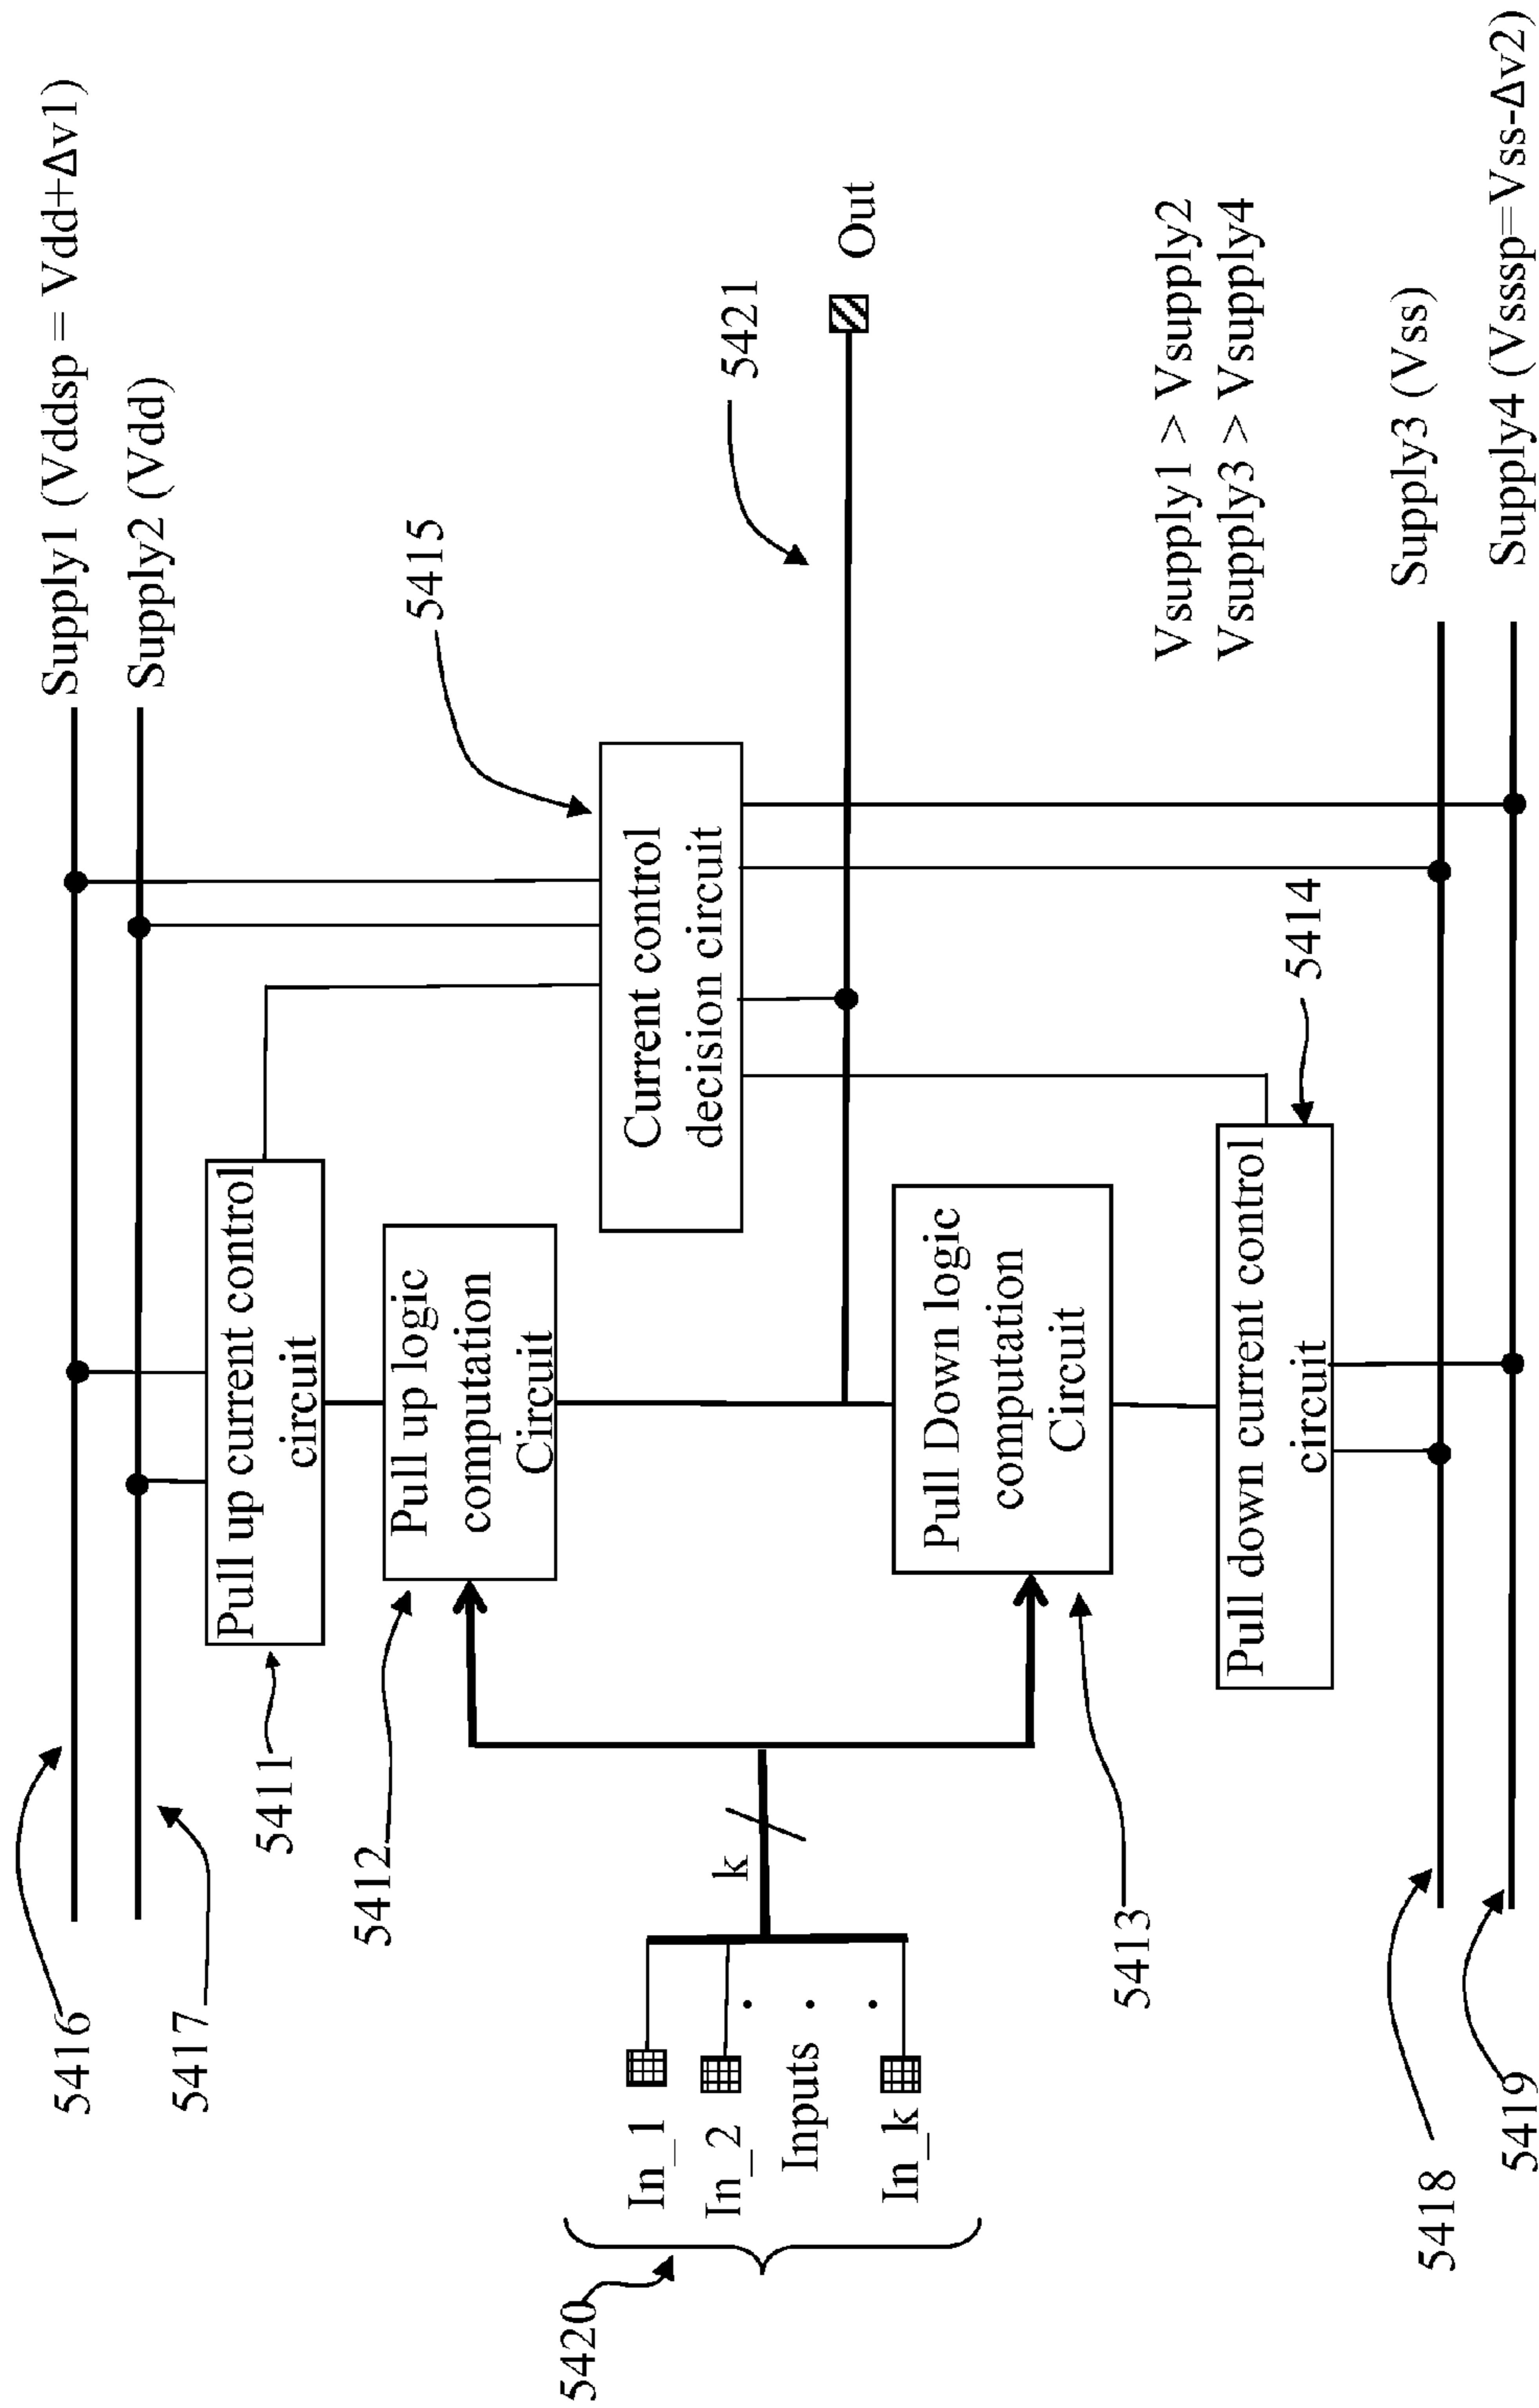 Supply1 (Vddsp = Vdd+Δv1)
Supply2 (Vdd)
5416
5417
5411
Pull up current control
circuit
5415
5412
Pull up logic
computation
Circuit
Current control
decision circuit
5420
In_1
In_2
Inputs
In_k
k
5421
Out
5413
Pull Down logic
computation
Circuit
Vsupply1 > Vsupply2
Vsupply3 > Vsupply4
5414
Pull down current control
circuit
5418
Supply3 (Vss)
5419
Supply4 (Vsssp=Vss-Δv2)